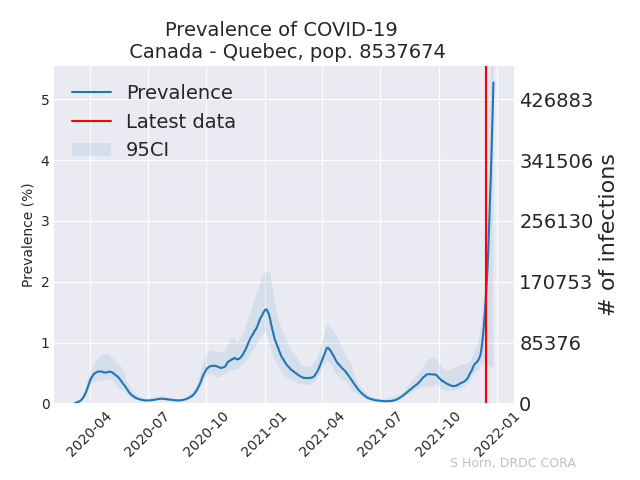 Prevalence of COVID-19
Canada - Quebec, pop. 8537674
Prevalence
Latest data
95CI
Prevalence (%)
5
4
3
2
1
0
426883
341506
256130
170753
85376
0
# of infections
2020-04
2020-07
2020-10
2021-01
2021-04
2021-07
2021-10
2022-01
S Horn, DRDC CORA